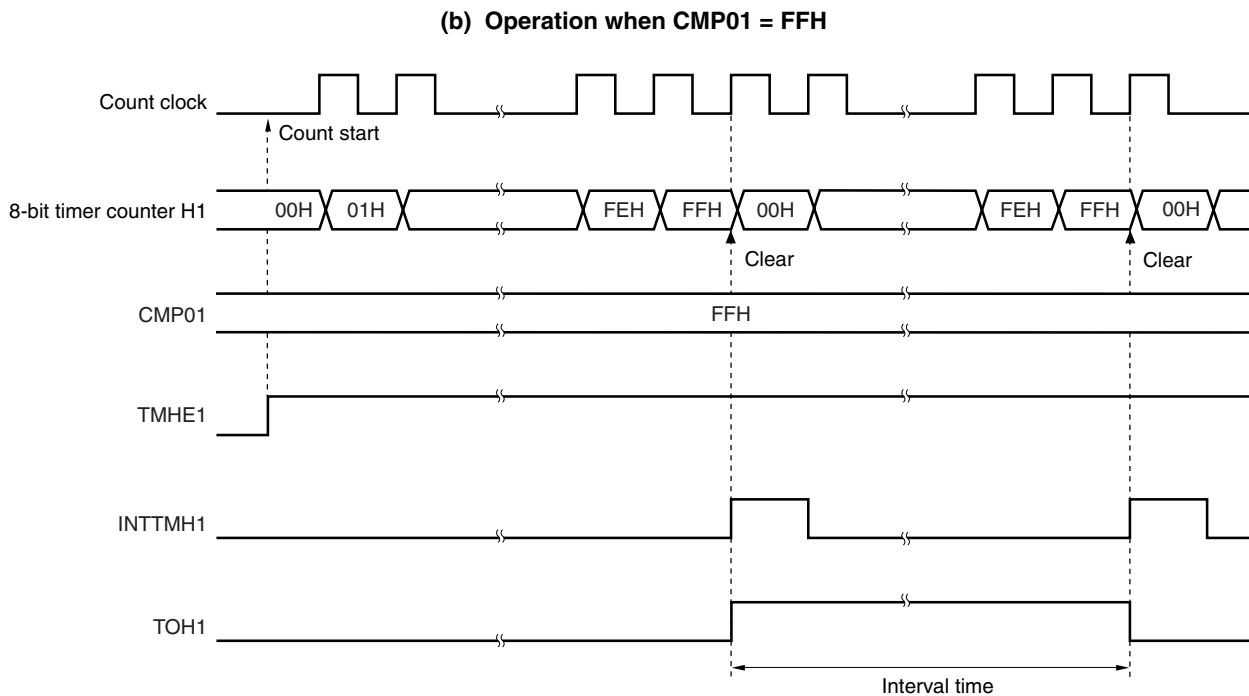 (b) Operation when CMP01 = FFH
Count clock
Count start
8-bit timer counter H1
00H 01H FEH FFH 00H FEH FFH 00H
Clear Clear
CMP01
FFH
TMHE1
INTTMH1
TOH1
Interval time